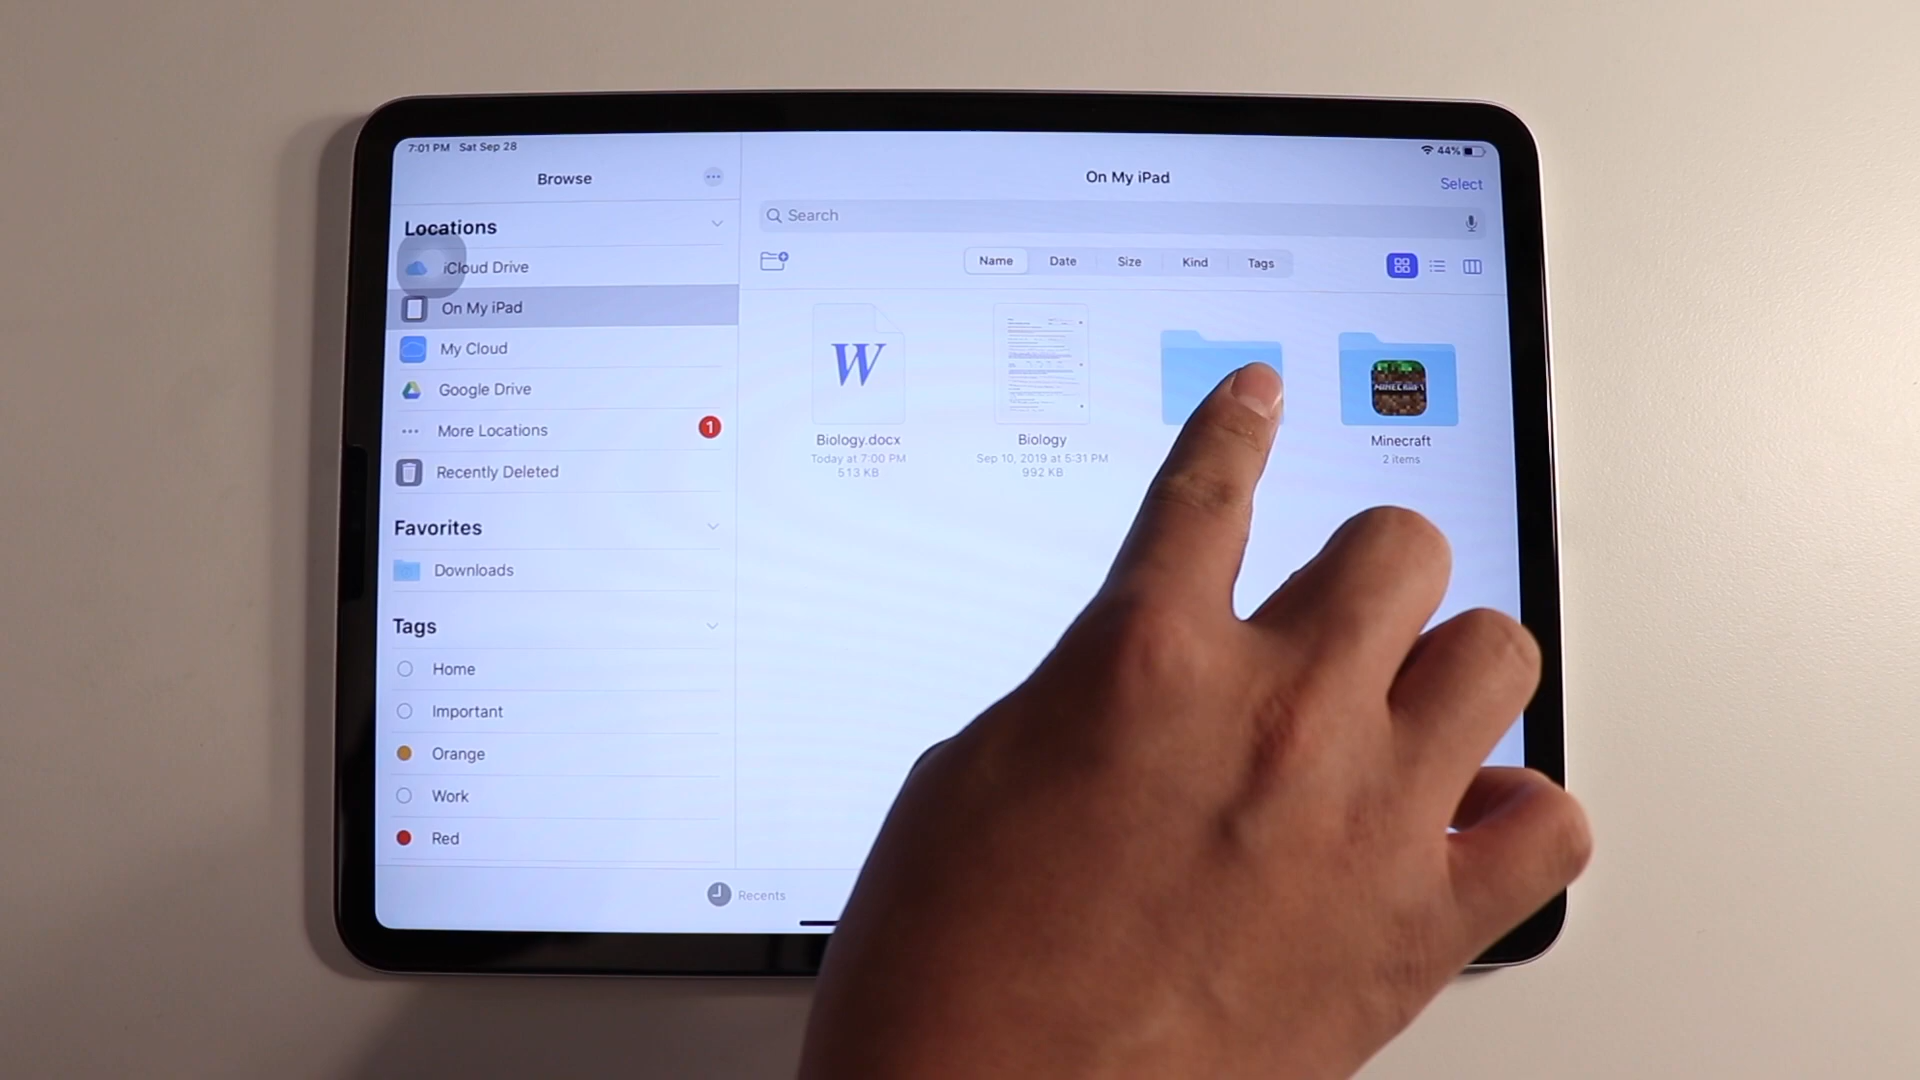 7:01 PM Sat Sep 28
44%
Browse
Locations
iCloud Drive
On My iPad
My Cloud
Google Drive
More Locations
1
Recently Deleted
Favorites
Downloads
Tags
Home
Important
Orange
Work
Red
On My iPad
Select
Search
Name Date Size Kind Tags
W
Biology.docx
Today at 7:00 PM
513 KB
Biology
Sep 10, 2019 at 5:31 PM
992 KB
MINECRAFT
Minecraft
2 items
Recents